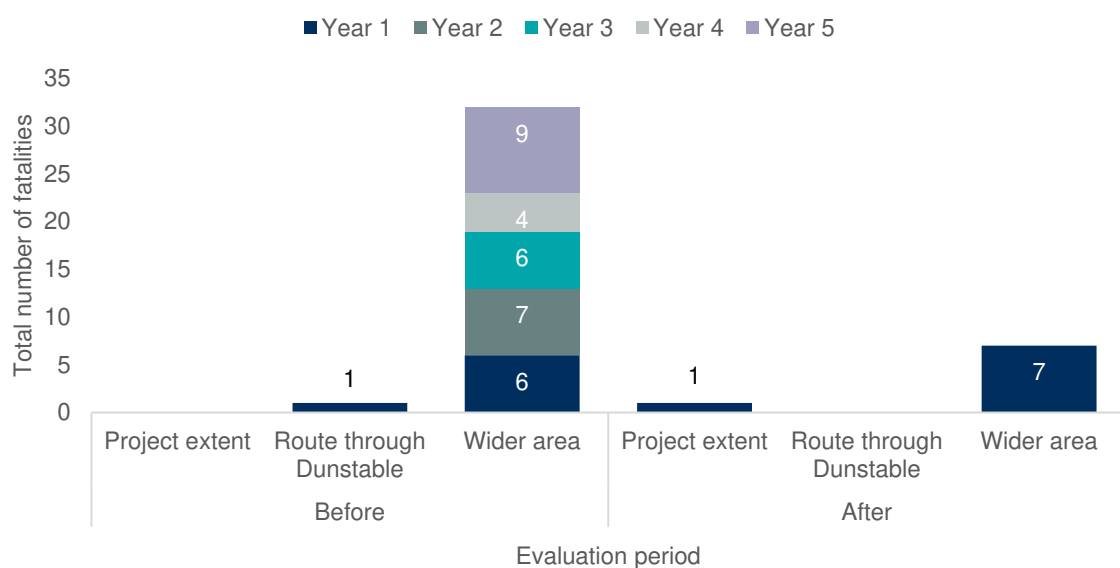 Year 1 Year 2 Year 3 Year 4 Year 5
Total number of fatalities
35
30
25
20
15
10
5
0
9
4
6
7
1 6 1 7
Project extent Route through Dunstable Wider area Project extent Route through Dunstable Wider area
Before After
Evaluation period